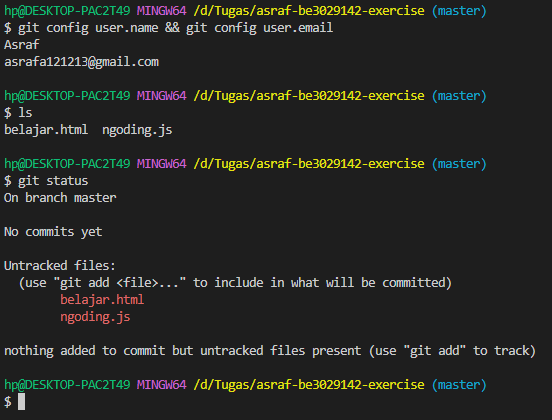 hp@DESKTOP-PAC2T49 MINGW64 /d/Tugas/asraf-be3029142-exercise (master)
$ git config user.name && git config user.email
Asraf
asrafa121213@gmail.com

hp@DESKTOP-PAC2T49 MINGW64 /d/Tugas/asraf-be3029142-exercise (master)
$ ls
belajar.html  ngoding.js

hp@DESKTOP-PAC2T49 MINGW64 /d/Tugas/asraf-be3029142-exercise (master)
$ git status
On branch master

No commits yet

Untracked files:
  (use "git add <file>..." to include in what will be committed)
        belajar.html
        ngoding.js

nothing added to commit but untracked files present (use "git add" to track)

hp@DESKTOP-PAC2T49 MINGW64 /d/Tugas/asraf-be3029142-exercise (master)
$